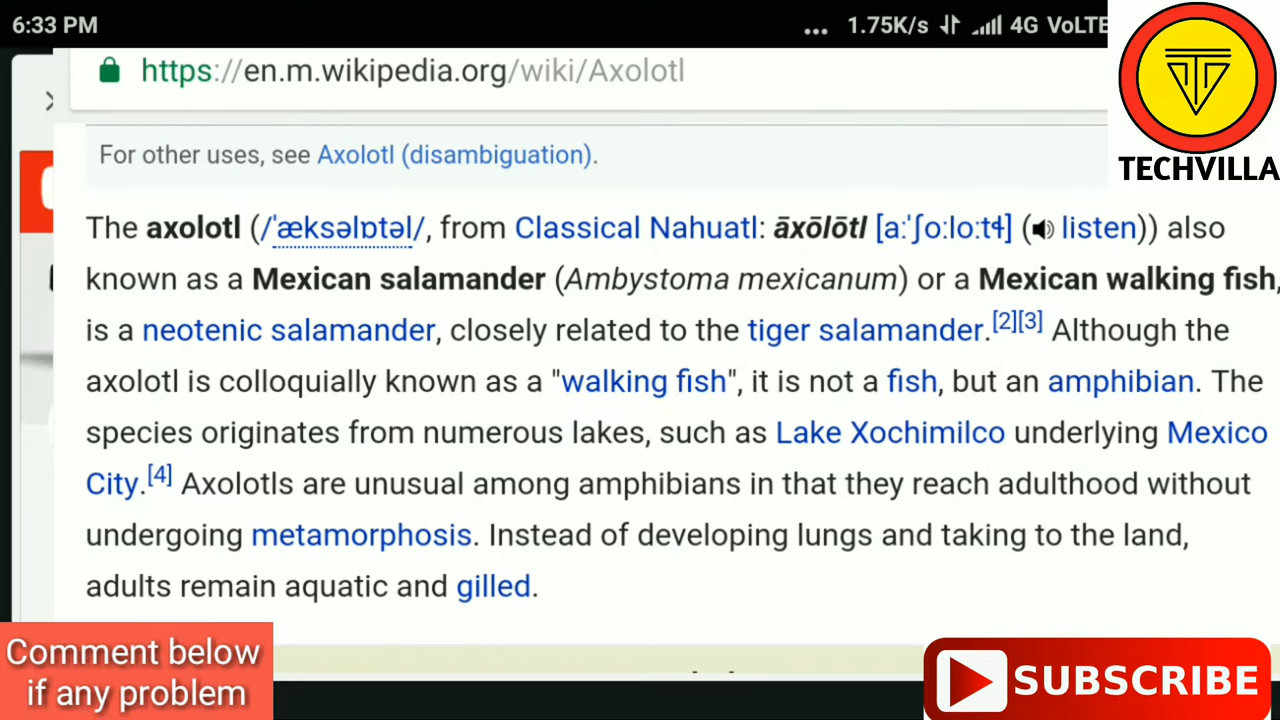 6:33 PM
... 1.75K/s 4G VoLTE
https://en.m.wikipedia.org/wiki/Axolotl
TECHVILLA
For other uses, see Axolotl (disambiguation).
The axolotl (/ˈæksəlɒtəl/, from Classical Nahuatl: āxōlōtl [aːˈʃoːloːtɬ] (listen)) also
known as a Mexican salamander (Ambystoma mexicanum) or a Mexican walking fish,
is a neotenic salamander, closely related to the tiger salamander.[2][3] Although the
axolotl is colloquially known as a "walking fish", it is not a fish, but an amphibian. The
species originates from numerous lakes, such as Lake Xochimilco underlying Mexico
City.[4] Axolotls are unusual among amphibians in that they reach adulthood without
undergoing metamorphosis. Instead of developing lungs and taking to the land,
adults remain aquatic and gilled.
Comment below
if any problem
SUBSCRIBE